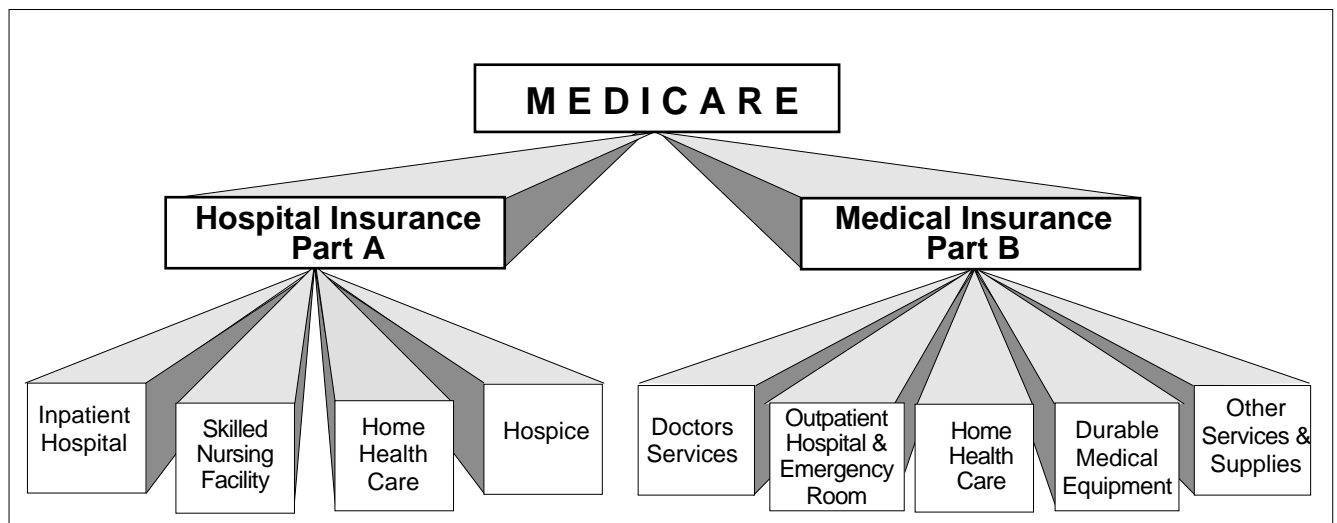 MEDICARE
Hospital Insurance
Part A
Medical Insurance
Part B
Inpatient
Hospital
Skilled
Nursing
Facility
Home
Health
Care
Hospice
Doctors
Services
Outpatient
Hospital &
Emergency
Room
Home
Health
Care
Durable
Medical
Equipment
Other
Services &
Supplies